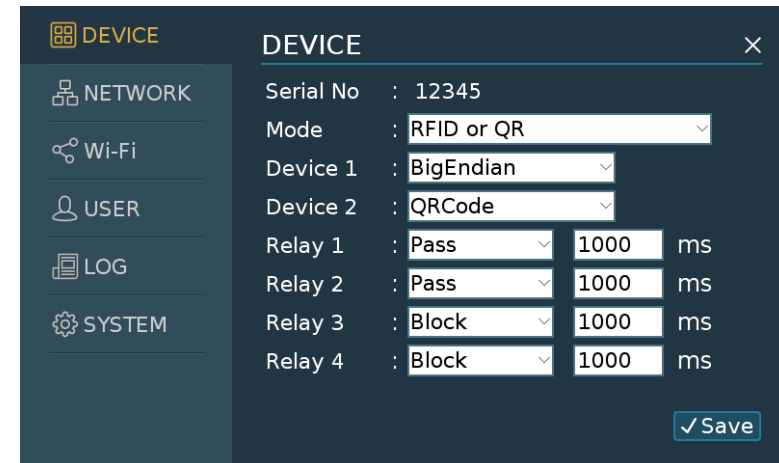 DEVICE
NETWORK
Wi-Fi
USER
LOG
SYSTEM
DEVICE
Serial No : 12345
Mode : RFID or QR
Device 1 : BigEndian
Device 2 : QRCode
Relay 1 : Pass 1000 ms
Relay 2 : Pass 1000 ms
Relay 3 : Block 1000 ms
Relay 4 : Block 1000 ms
Save